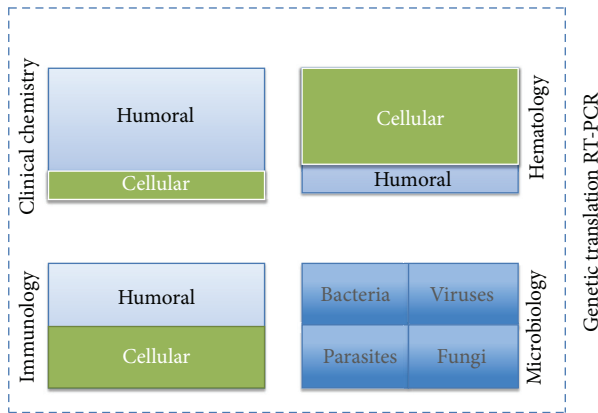 Clinical chemistry
Humoral
Cellular
Cellular
Humoral
Hematology
Immunology
Humoral
Cellular
Bacteria
Viruses
Parasites
Fungi
Microbiology
Genetic translation RT-PCR